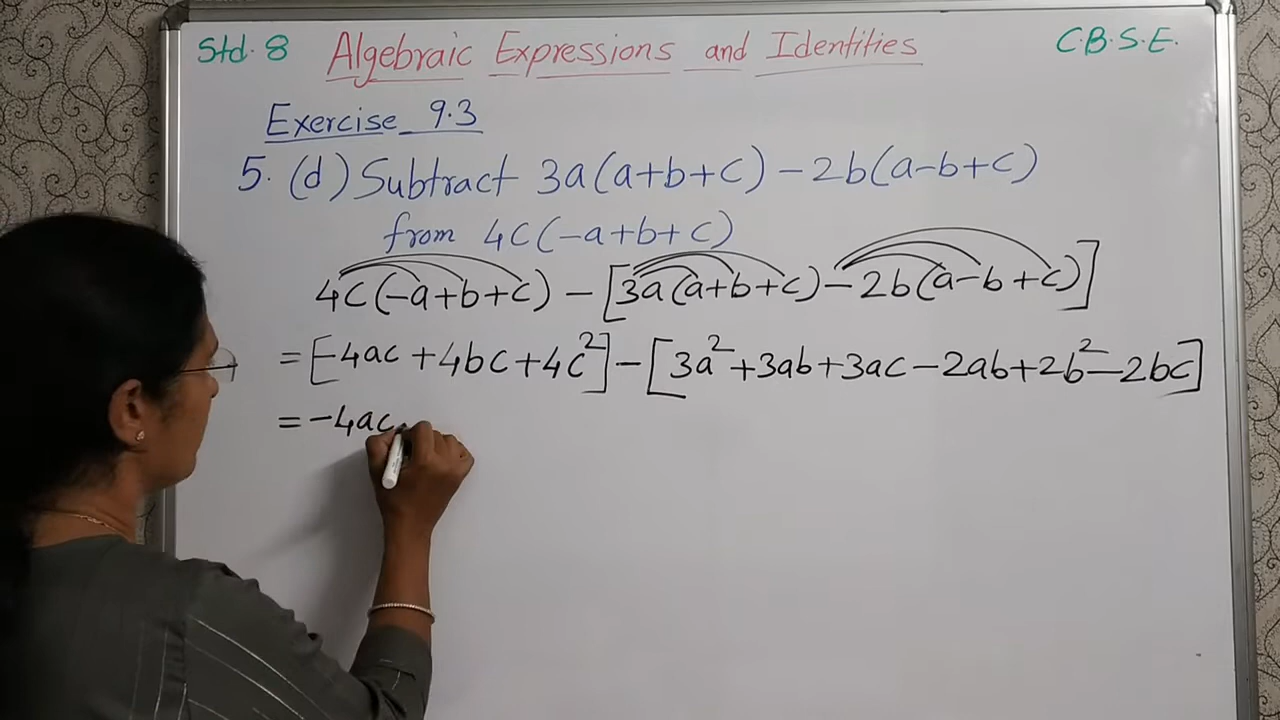 Std. 8 Algebraic Expressions and Identities C.B.S.E.
Exercise 9.3
5. (d) Subtract 3a(a+b+c) - 2b(a-b+c)
from 4c(-a+b+c)
4c(-a+b+c) - [3a(a+b+c) - 2b(a-b+c)]
= [-4ac + 4bc + 4c²] - [3a² + 3ab + 3ac - 2ab + 2b² - 2bc]
= -4ac